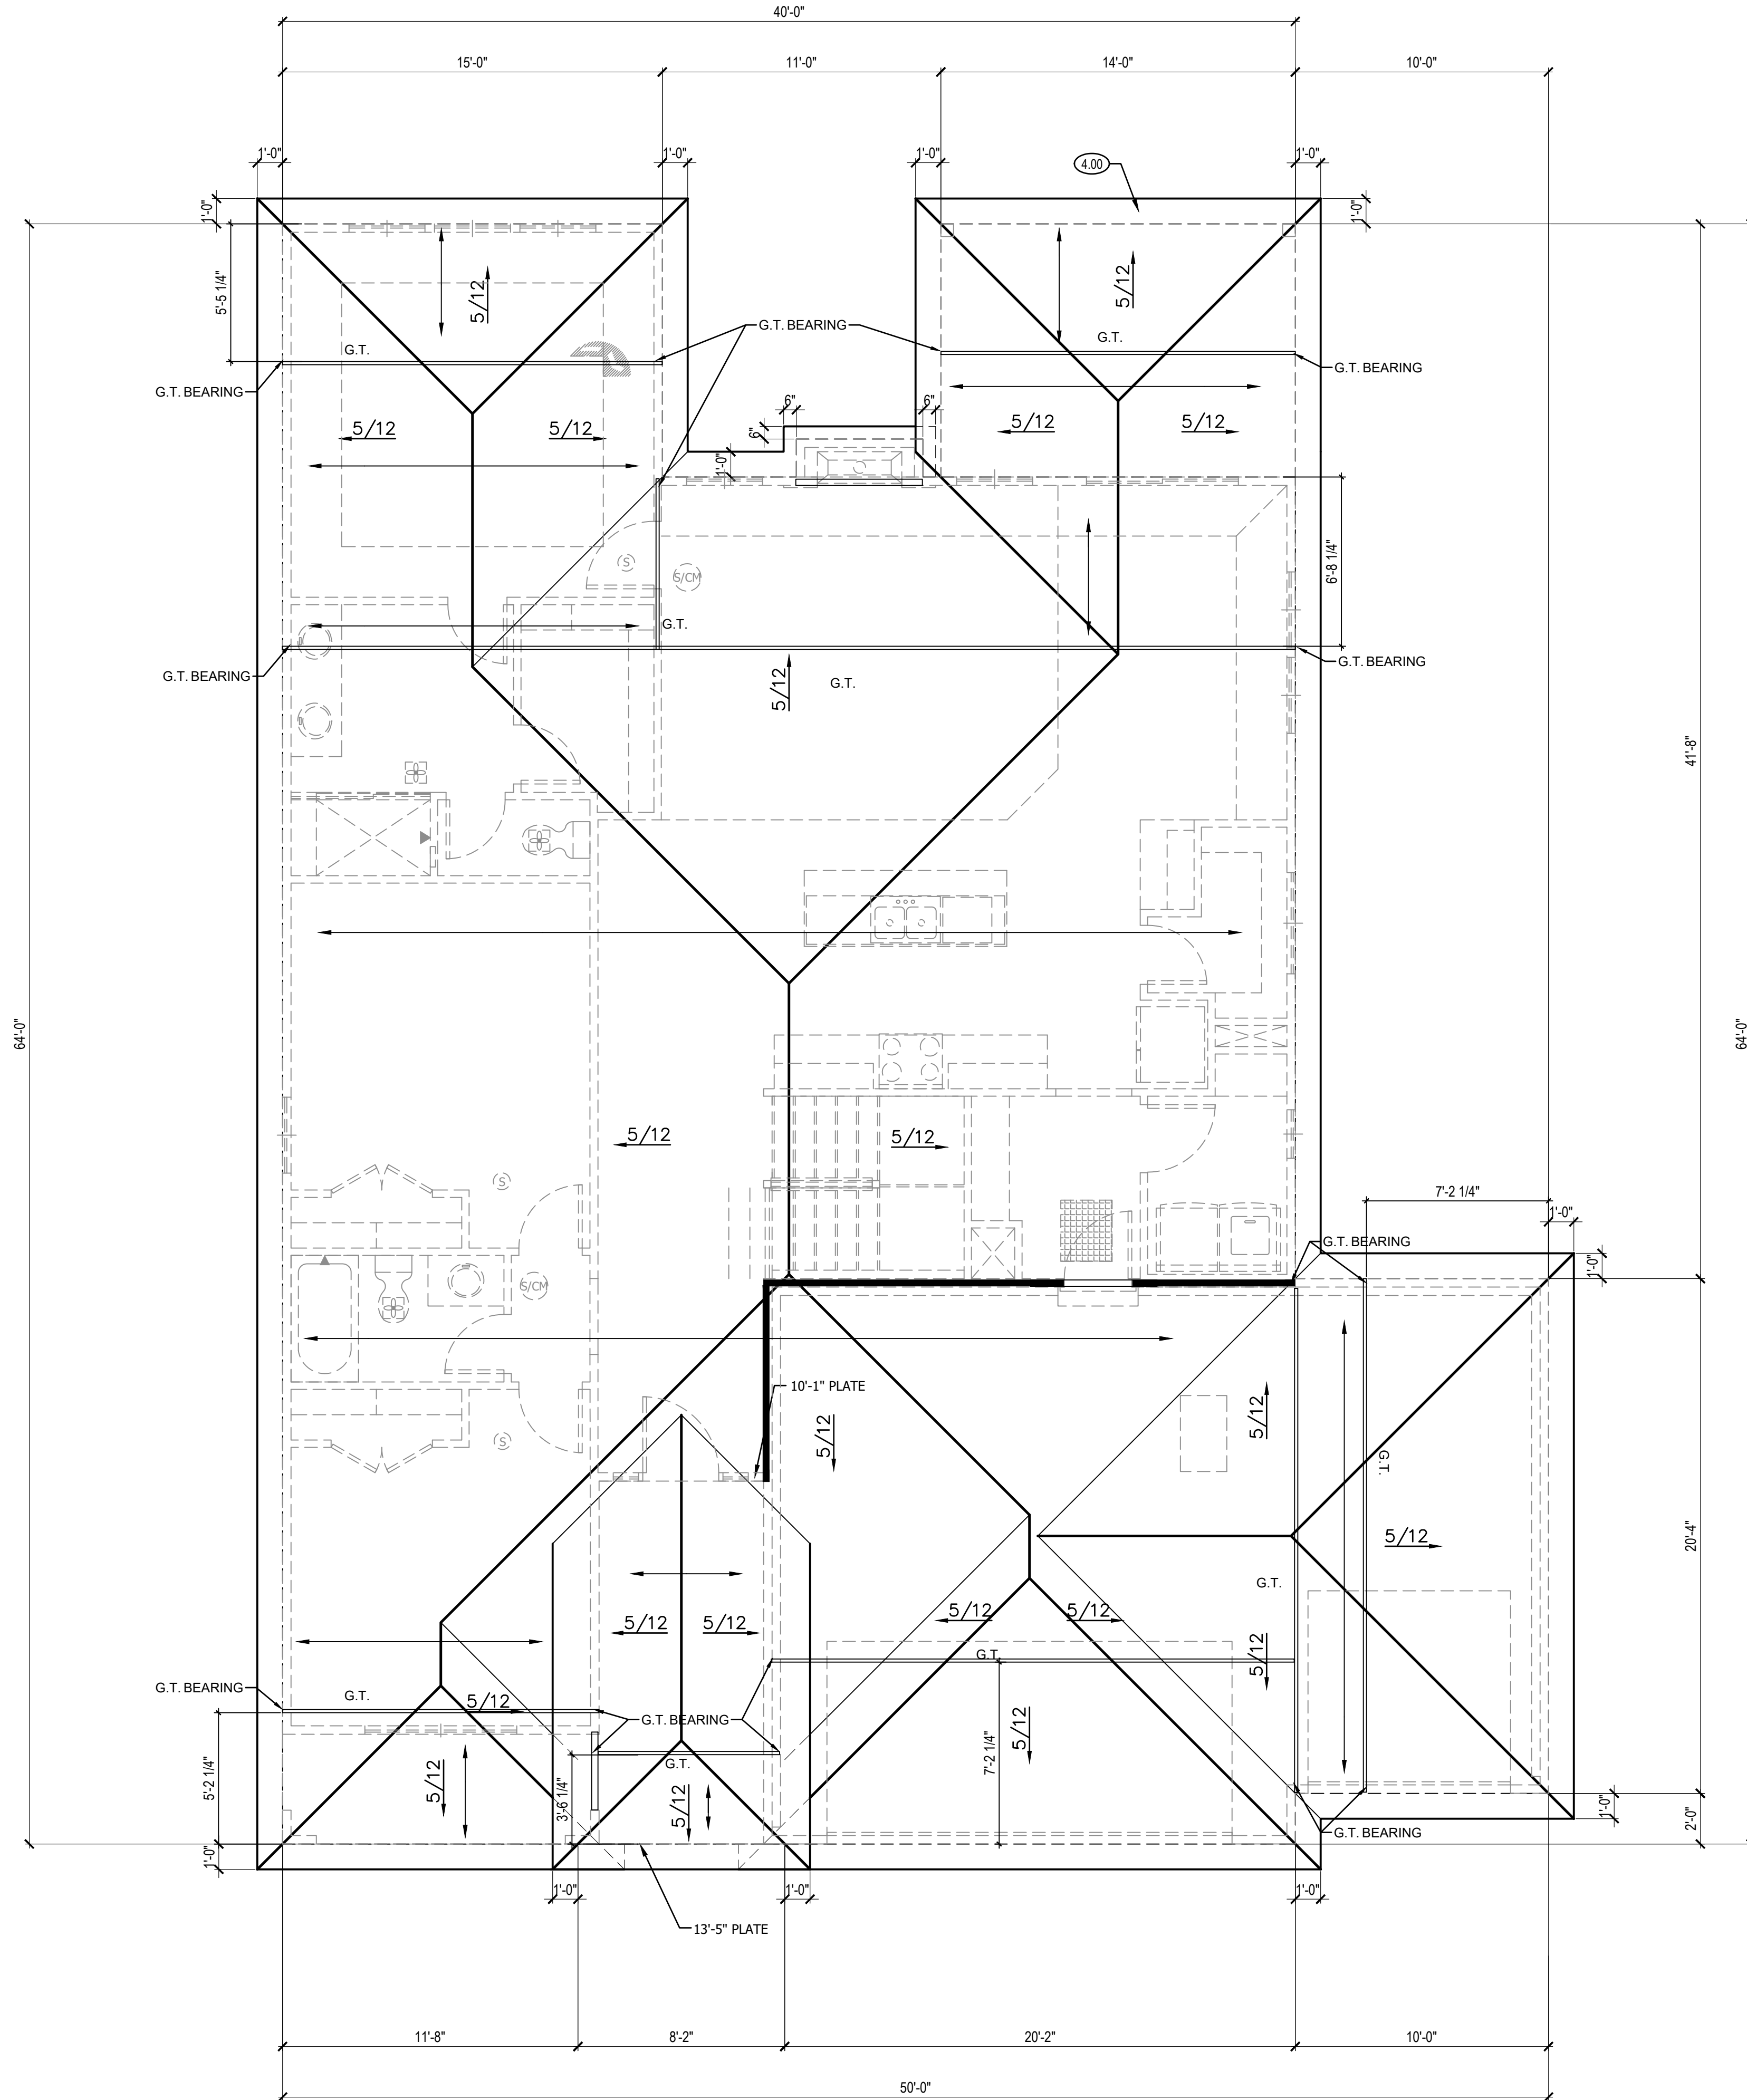 40'-0"
15'-0" 11'-0" 14'-0" 10'-0"
1'-0" 1'-0" 1'-0" 4.00 1'-0"
1'-0" 1'-0"
5'-5 1/4" 5/12 5/12
G.T. BEARING
G.T. G.T.
G.T. BEARING G.T. BEARING
6" 6"
5/12 5/12 6" 5/12 5/12
1'-0"
S S/CM 6'-8 1/4"
G.T.
G.T. BEARING G.T. BEARING
5/12 G.T.
41'-8"
64'-0" 64'-0"
5/12 5/12
S 7'-2 1/4"
1'-0"
G.T. BEARING
1'-0"
S/CM
10'-1" PLATE
5/12 5/12
S G.T.
5/12 20'-4"
G.T.
5/12 5/12 5/12 5/12
G.T. 5/12
G.T. BEARING G.T. 5/12
G.T. BEARING 5/12
5'-2 1/4" 5/12 3'-6 1/4" G.T. 5/12 7'-2 1/4"
1'-0" 2'-0"
G.T. BEARING
1'-0"
1'-0" 1'-0" 1'-0"
13'-5" PLATE
11'-8" 8'-2" 20'-2" 10'-0"
50'-0"